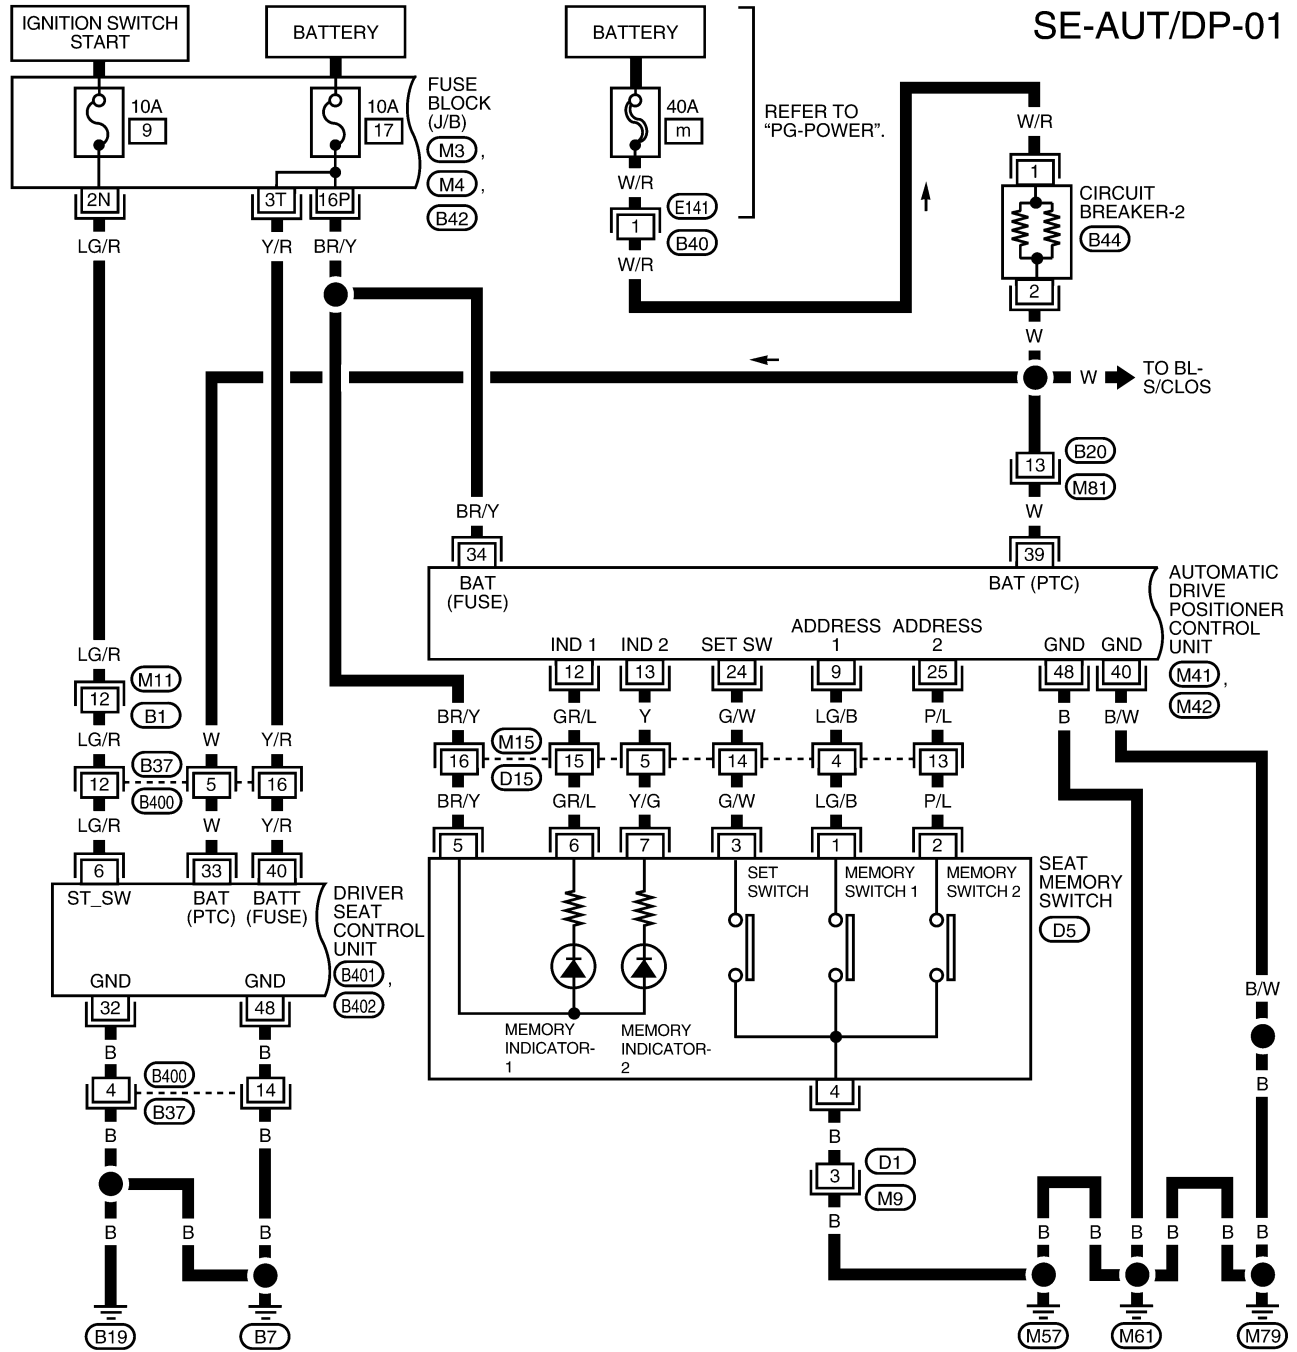 SE-AUT/DP-01
IGNITION SWITCH
START
BATTERY
BATTERY
10A
9
10A
17
FUSE
BLOCK
(J/B)
M3 ,
M4 ,
B42
40A
m
REFER TO
“PG-POWER”.
W/R
W/R
1
CIRCUIT
BREAKER-2
B44
2N
3T
16P
E141
1
B40
LG/R
Y/R
BR/Y
W/R
2
W
W
TO BL-
S/CLOS
B20
13
M81
BR/Y
W
34
39
BAT
(FUSE)
BAT (PTC)
AUTOMATIC
DRIVE
POSITIONER
CONTROL
UNIT
M41 ,
M42
IND 1
IND 2
SET SW
ADDRESS
1
ADDRESS
2
GND
GND
12
13
24
9
25
48
40
LG/R
M11
12
B1
BR/Y
GR/L
Y
G/W
LG/B
P/L
B
B/W
LG/R
W
Y/R
M15
16
15
5
14
4
13
D15
B37
12
5
16
B400
BR/Y
GR/L
Y/G
G/W
LG/B
P/L
LG/R
W
Y/R
5
6
7
3
1
2
6
33
40
ST_SW
BAT
(PTC)
BATT
(FUSE)
DRIVER
SEAT
CONTROL
UNIT
B401 ,
B402
SET
SWITCH
MEMORY
SWITCH 1
MEMORY
SWITCH 2
SEAT
MEMORY
SWITCH
D5
GND
GND
32
48
MEMORY
INDICATOR-
1
MEMORY
INDICATOR-
2
B/W
B
B
B
B400
4
14
B37
4
B
B
B
D1
3
M9
B
B
B
B
B
B
B
B
B
B
B19
B7
M57
M61
M79